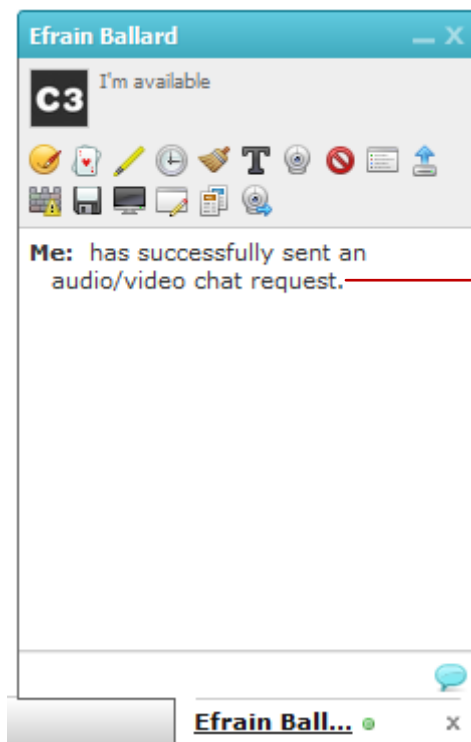 Efrain Ballard
C3
I'm available
Me: has successfully sent an
audio/video chat request.
Efrain Ball...